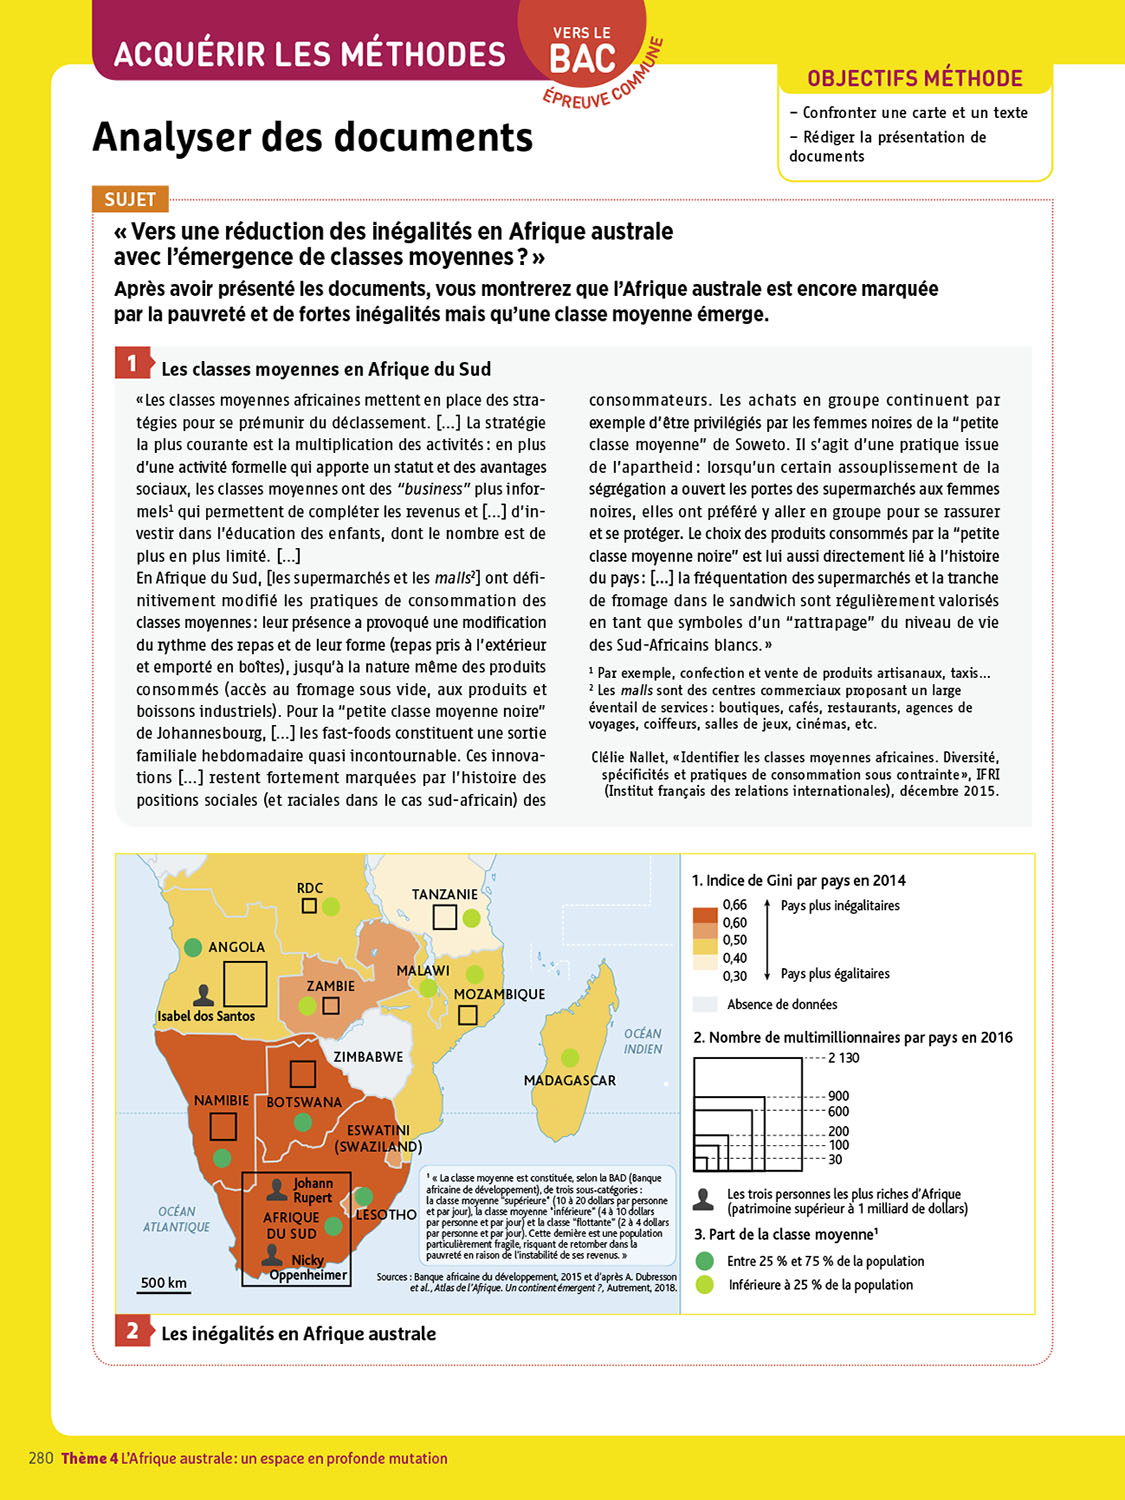 ACQUÉRIR LES MÉTHODES
VERS LE
BAC
ÉPREUVE COMMUNE
OBJECTIFS MÉTHODE
– Confronter une carte et un texte
– Rédiger la présentation de
documents
Analyser des documents
SUJET
« Vers une réduction des inégalités en Afrique australe
avec l’émergence de classes moyennes ? »
Après avoir présenté les documents, vous montrerez que l’Afrique australe est encore marquée
par la pauvreté et de fortes inégalités mais qu’une classe moyenne émerge.
1 Les classes moyennes en Afrique du Sud
« Les classes moyennes africaines mettent en place des stra-
tégies pour se prémunir du déclassement. [...] La stratégie
la plus courante est la multiplication des activités : en plus
d’une activité formelle qui apporte un statut et des avantages
sociaux, les classes moyennes ont des “business” plus infor-
mels¹ qui permettent de compléter les revenus et [...] d’in-
vestir dans l’éducation des enfants, dont le nombre est de
plus en plus limité. [...]
En Afrique du Sud, [les supermarchés et les malls²] ont défi-
nitivement modifié les pratiques de consommation des
classes moyennes : leur présence a provoqué une modification
du rythme des repas et de leur forme (repas pris à l’extérieur
et emporté en boîtes), jusqu’à la nature même des produits
consommés (accès au fromage sous vide, aux produits et
boissons industriels). Pour la “petite classe moyenne noire”
de Johannesbourg, [...] les fast-foods constituent une sortie
familiale hebdomadaire quasi incontournable. Ces innova-
tions [...] restent fortement marquées par l’histoire des
positions sociales (et raciales dans le cas sud-africain) des
consommateurs. Les achats en groupe continuent par
exemple d’être privilégiés par les femmes noires de la “petite
classe moyenne” de Soweto. Il s’agit d’une pratique issue
de l’apartheid : lorsqu’un certain assouplissement de la
ségrégation a ouvert les portes des supermarchés aux femmes
noires, elles ont préféré y aller en groupe pour se rassurer
et se protéger. Le choix des produits consommés par la “petite
classe moyenne noire” est lui aussi directement lié à l’histoire
du pays : [...] la fréquentation des supermarchés et la tranche
de fromage dans le sandwich sont régulièrement valorisés
en tant que symboles d’un “rattrapage” du niveau de vie
des Sud-Africains blancs. »
¹ Par exemple, confection et vente de produits artisanaux, taxis...
² Les malls sont des centres commerciaux proposant un large
éventail de services : boutiques, cafés, restaurants, agences de
voyages, coiffeurs, salles de jeux, cinémas, etc.
Clélie Nallet, « Identifier les classes moyennes africaines. Diversité,
spécificités et pratiques de consommation sous contrainte », IFRI
(Institut français des relations internationales), décembre 2015.
RDC
TANZANIE
ANGOLA
MALAWI
ZAMBIE
MOZAMBIQUE
Isabel dos Santos
ZIMBABWE
OCÉAN
INDIEN
MADAGASCAR
NAMIBIE
BOTSWANA
ESWATINI
(SWAZILAND)
Johann
Rupert
OCÉAN
ATLANTIQUE
AFRIQUE
DU SUD
LESOTHO
Nicky
Oppenheimer
500 km
¹ « La classe moyenne est constituée, selon la BAD (Banque
africaine de développement), de trois sous-catégories :
la classe moyenne "supérieure" (10 à 20 dollars par personne
et par jour), la classe moyenne "inférieure" (4 à 10 dollars
par personne et par jour) et la classe "flottante" (2 à 4 dollars
par personne et par jour). Cette dernière est une population
particulièrement fragile, risquant de retomber dans la
pauvreté en raison de l’instabilité de ses revenus. »
Sources : Banque africaine du développement, 2015 et d’après A. Dubresson
et al., Atlas de l’Afrique. Un continent émergent ?, Autrement, 2018.
1. Indice de Gini par pays en 2014
0,66
Pays plus inégalitaires
0,60
0,50
0,40
0,30
Pays plus égalitaires
Absence de données
2. Nombre de multimillionnaires par pays en 2016
2 130
900
600
200
100
30
Les trois personnes les plus riches d’Afrique
(patrimoine supérieur à 1 milliard de dollars)
3. Part de la classe moyenne¹
Entre 25 % et 75 % de la population
Inférieure à 25 % de la population
2 Les inégalités en Afrique australe
280 Thème 4 L’Afrique australe : un espace en profonde mutation